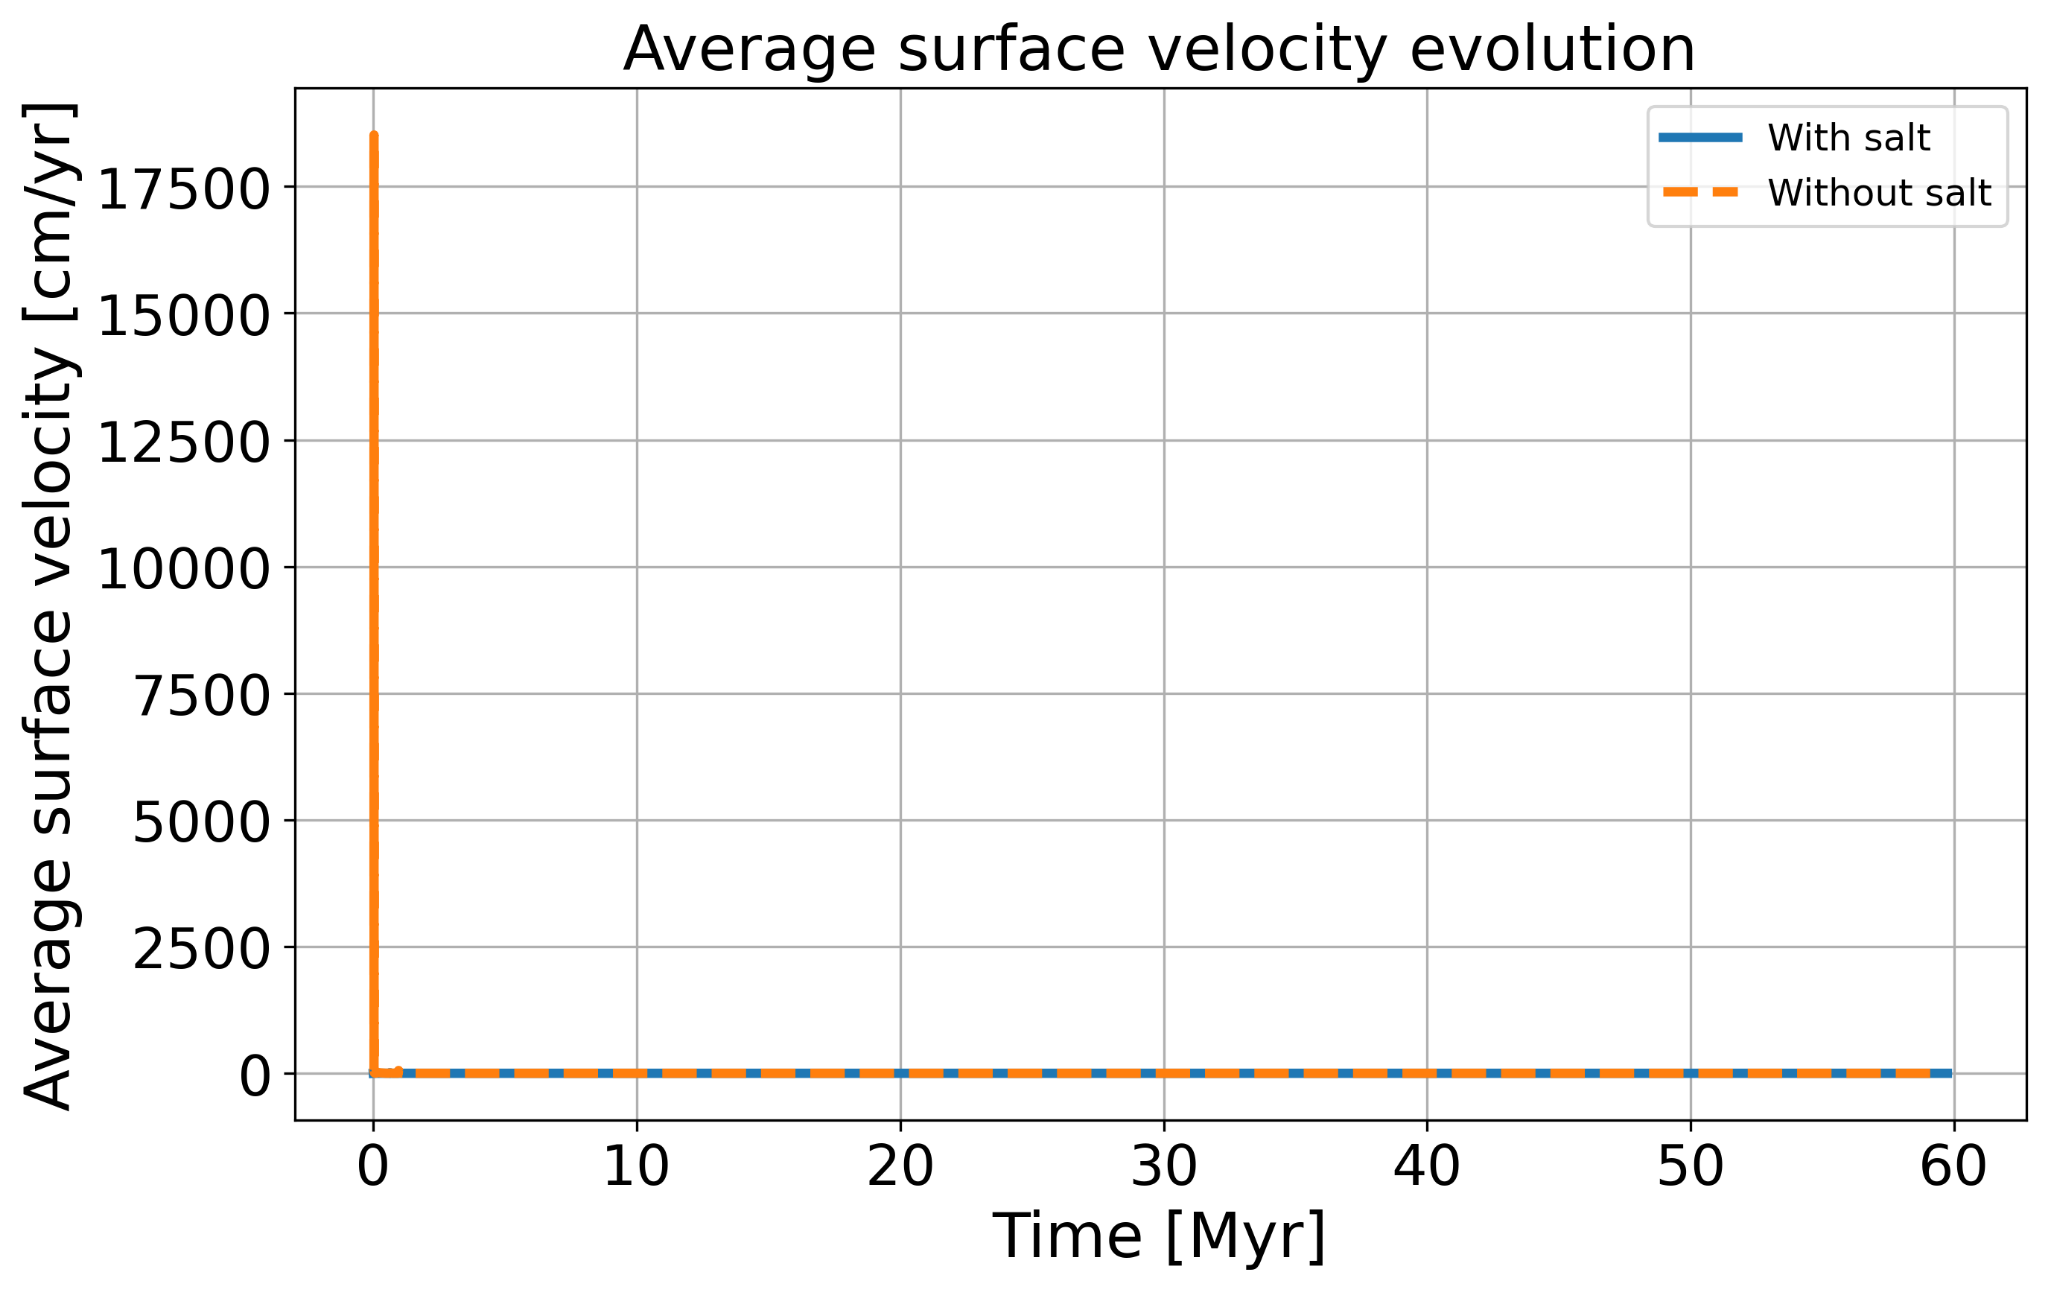 Average surface velocity evolution
Average surface velocity [cm/yr]
17500
15000
12500
10000
7500
5000
2500
0
With salt
Without salt
0 10 20 30 40 50 60
Time [Myr]